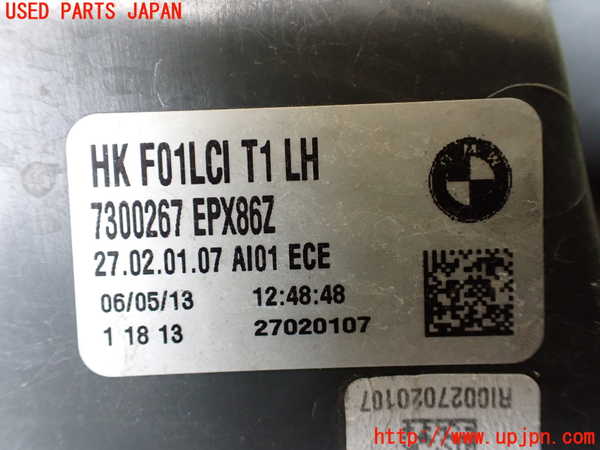 USED PARTS JAPAN
HK F01LCI T1 LH
BMW
7300267 EPX86Z
27.02.01.07 AI01 ECE
06/05/13 12:48:48
1 18 13 27020107
RI0027020107
http://www.upjpn.com/